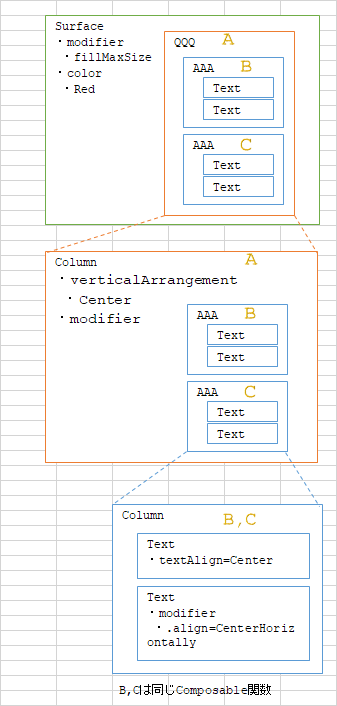 Surface
・modifier
・fillMaxSize
・color
・Red
QQQ A
AAA B
Text
Text
AAA C
Text
Text
Column A
・verticalArrangement
・Center
・modifier
AAA B
Text
Text
AAA C
Text
Text
Column
B,C
Text
・textAlign=Center
Text
・modifier
・.align=CenterHoriz
ontally
B,Cは同じComposable関数